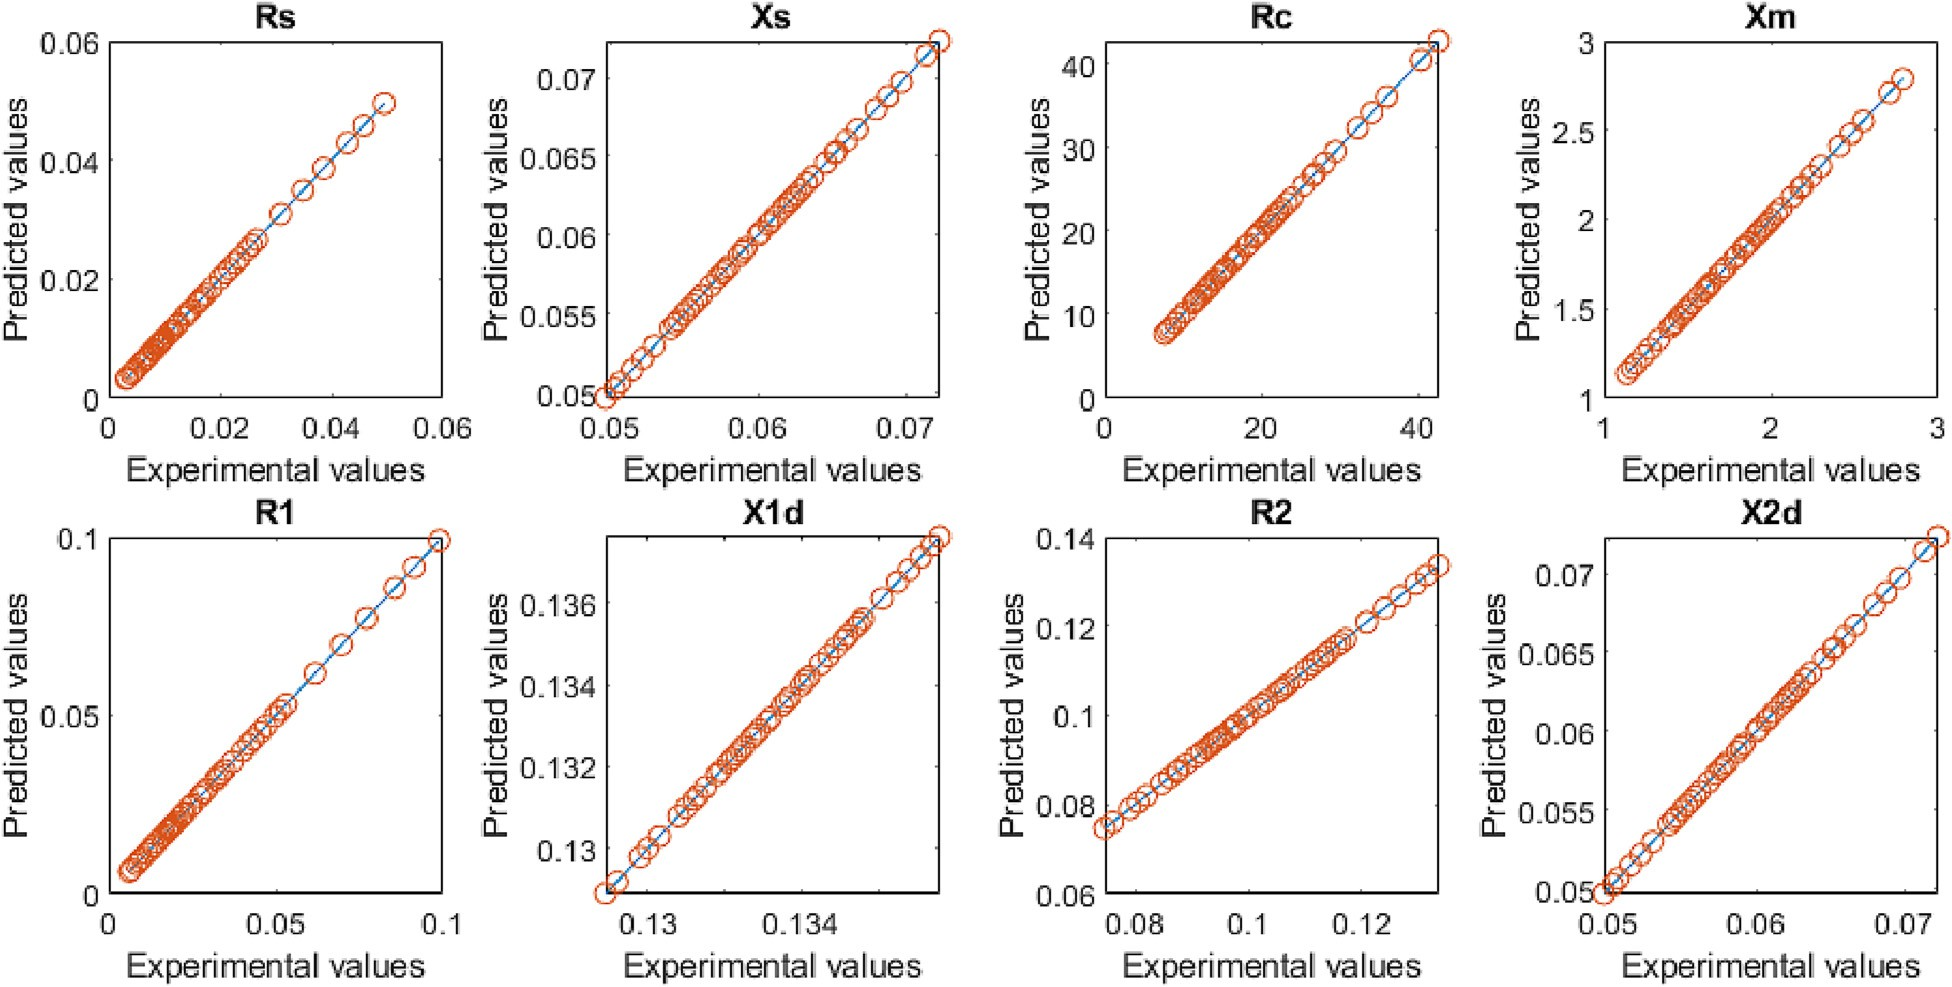 Rs
Xs
Rc
Xm
0.06
0.04
0.02
0
Predicted values
0 0.02 0.04 0.06
Experimental values
0.07
0.065
0.06
0.055
0.05
Predicted values
0.05 0.06 0.07
Experimental values
40
30
20
10
0
Predicted values
0 20 40
Experimental values
3
2.5
2
1.5
1
Predicted values
1 2 3
Experimental values
R1
X1d
R2
X2d
0.1
0.05
0
Predicted values
0 0.05 0.1
Experimental values
0.136
0.134
0.132
0.13
Predicted values
0.13 0.134
Experimental values
0.14
0.12
0.1
0.08
0.06
Predicted values
0.08 0.1 0.12
Experimental values
0.07
0.065
0.06
0.055
0.05
Predicted values
0.05 0.06 0.07
Experimental values